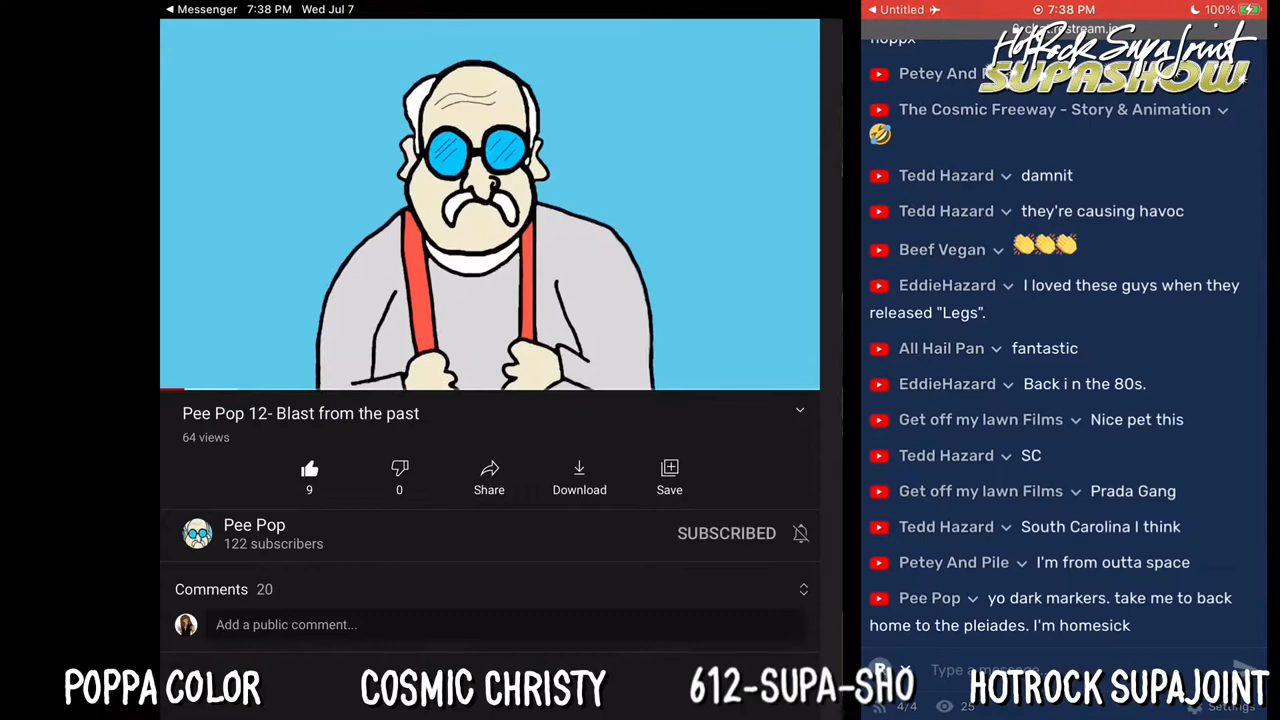 Messenger 7:38 PM Wed Jul 7
Untitled 7:38 PM 100%
HotRock SupaJoint
SUPASHOW
Petey And
The Cosmic Freeway - Story & Animation
🤣
Tedd Hazard damnit
Tedd Hazard they're causing havoc
Beef Vegan 👏👏👏
EddieHazard I loved these guys when they
released "Legs".
All Hail Pan fantastic
EddieHazard Back i n the 80s.
Get off my lawn Films Nice pet this
Tedd Hazard SC
Get off my lawn Films Prada Gang
Tedd Hazard South Carolina I think
Petey And Pile I'm from outta space
Pee Pop yo dark markers. take me to back
home to the pleiades. I'm homesick
Type a message
4/4 25 Settings
Pee Pop 12- Blast from the past
64 views
9 0 Share Download Save
Pee Pop
122 subscribers
SUBSCRIBED
Comments 20
Add a public comment...
POPPA COLOR COSMIC CHRISTY 612-SUPA-SHO HOTROCK SUPAJOINT